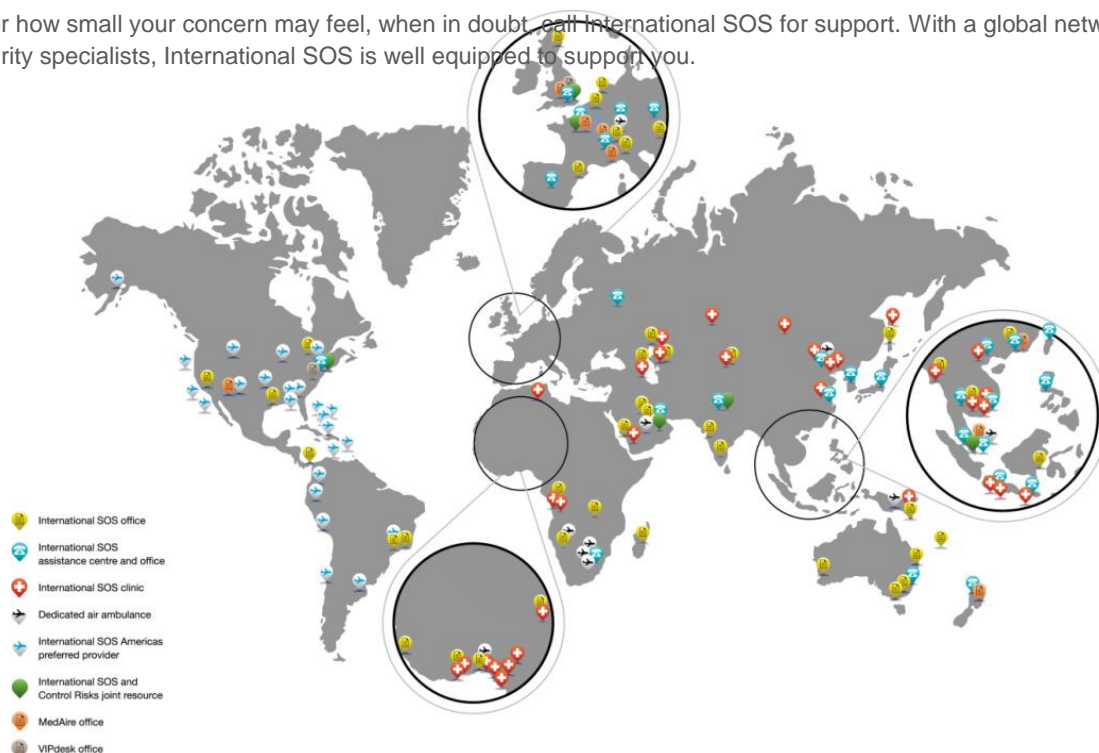 r how small your concern may feel, when in doubt, call International SOS for support. With a global netw
rity specialists, International SOS is well equipped to support you.
International SOS office
International SOS
assistance centre and office
International SOS clinic
Dedicated air ambulance
International SOS Americas
preferred provider
International SOS and
Control Risks joint resource
MedAire office
VIPdesk office